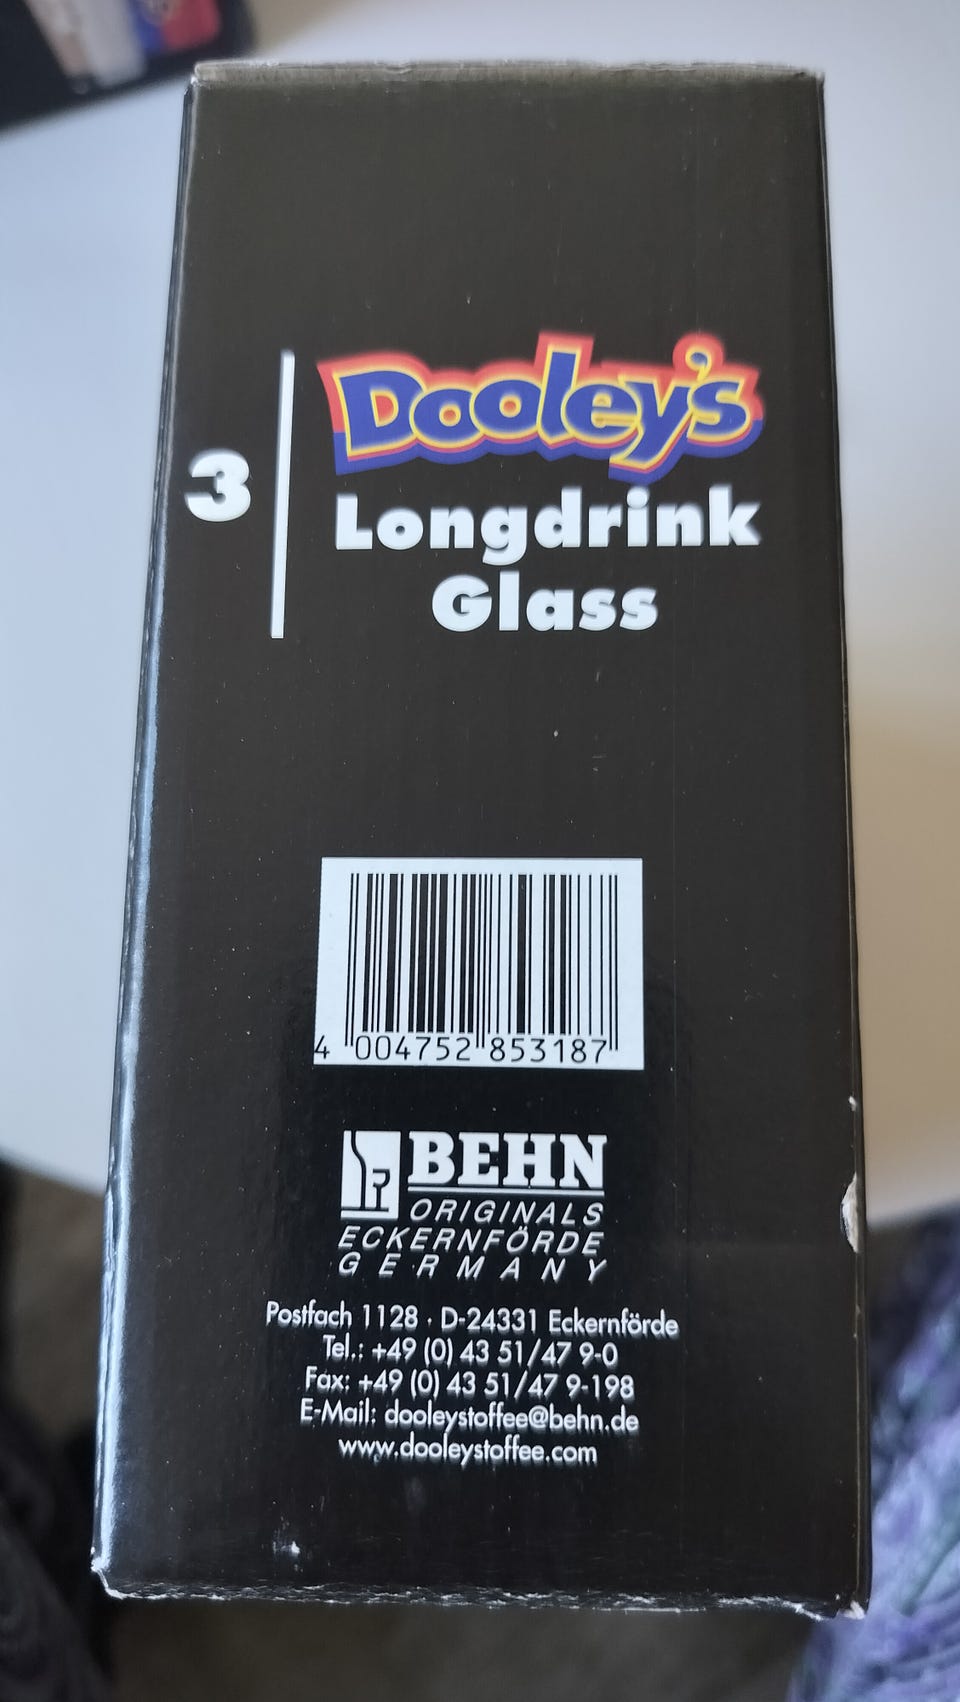 3
Dooley's
Longdrink
Glass
4 004752 853187
BEHN
ORIGINALS
ECKERNFÖRDE
GERMANY
Postfach 1128 · D-24331 Eckernförde
Tel.: +49 (0) 43 51/47 9-0
Fax: +49 (0) 43 51/47 9-198
E-Mail: dooleystoffee@behn.de
www.dooleystoffee.com